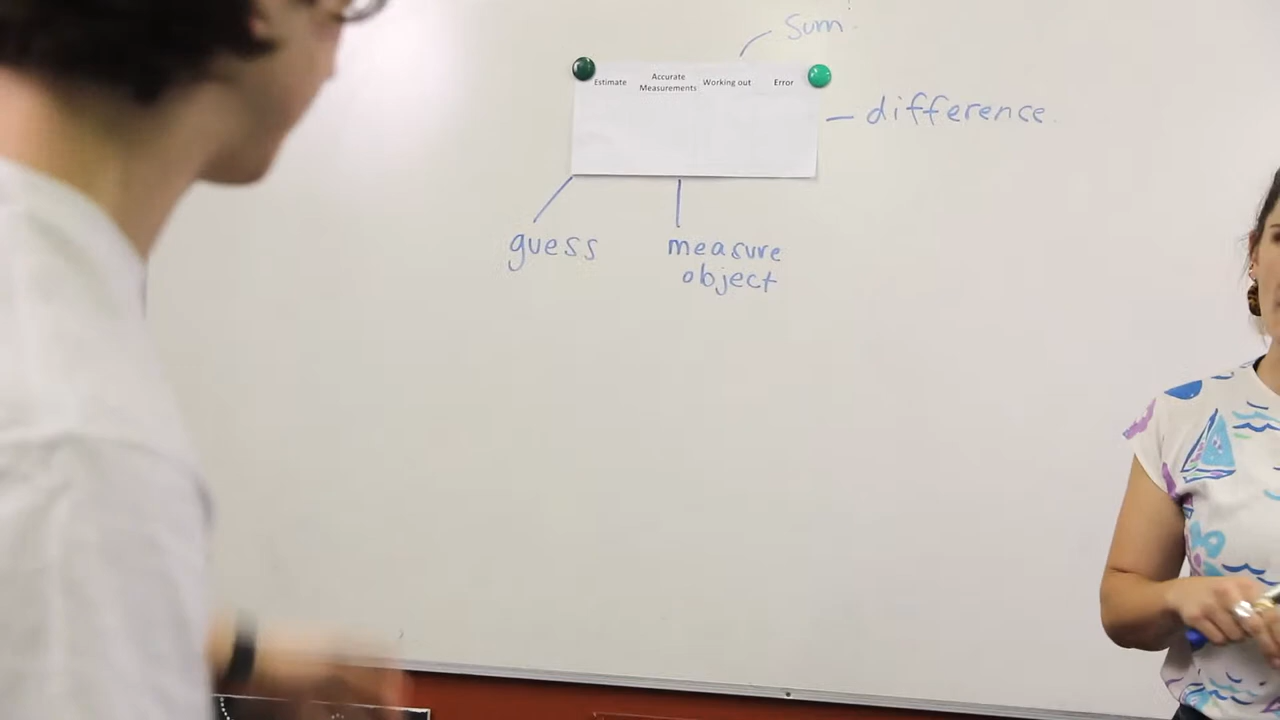 Sum.
Estimate Accurate Measurements Working out Error
difference
guess
measure
object